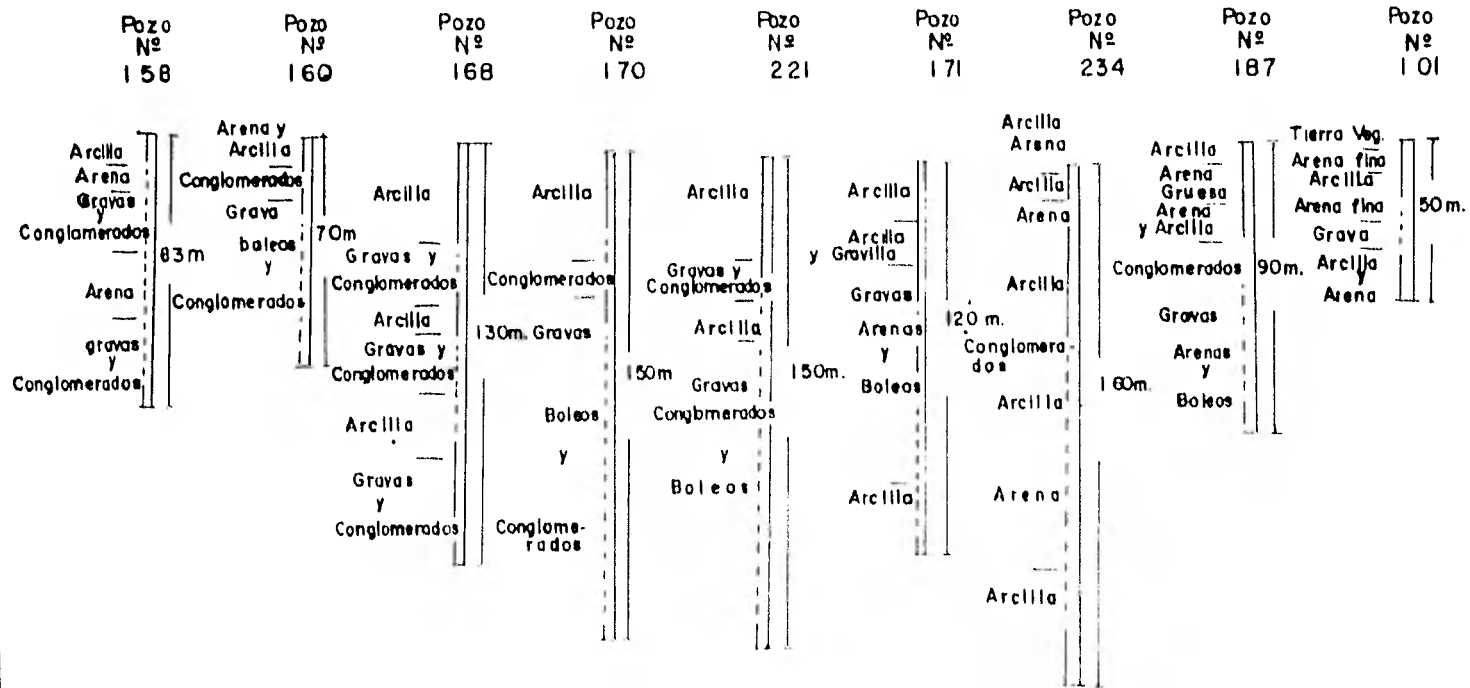 Pozo
Nº
158
Arcilla
Arena
Gravas
y
Conglomerados
83m
Arena
gravas
y
Conglomerados
Pozo
Nº
160
Arena y
Arcilla
Conglomerados
Grava
boleos
y
Conglomerados
70m
Pozo
Nº
168
Arcilla
Gravas y
Conglomerados
Arcilla
Gravas y
Conglomerados
130m.
Arcilla
Gravas
y
Conglomerados
Pozo
Nº
170
Arcilla
Conglomerados
Gravas
150m
Boleos
y
Conglome-
rados
Pozo
Nº
221
Arcilla
Gravas y
Conglomerados
Arcilla
150m.
Gravas
Conglomerados
y
Boleos
Pozo
Nº
171
Arcilla
Arcilla
y Gravilla
Gravas
Arenas
y
Boleos
120 m.
Arcilla
Pozo
Nº
234
Arcilla
Arena
Arcilla
Arena
Arcilla
Conglomera
dos
Arcilla
160m.
Arena
Arcilla
Pozo
Nº
187
Arcilla
Arena
Gruesa
Arena
y Arcilla
Conglomerados
90m.
Gravas
Arenas
y
Boleos
Pozo
Nº
101
Tierra Veg.
Arena fina
Arcilla
Arena fina
50m.
Grava
Arcilla
y
Arena